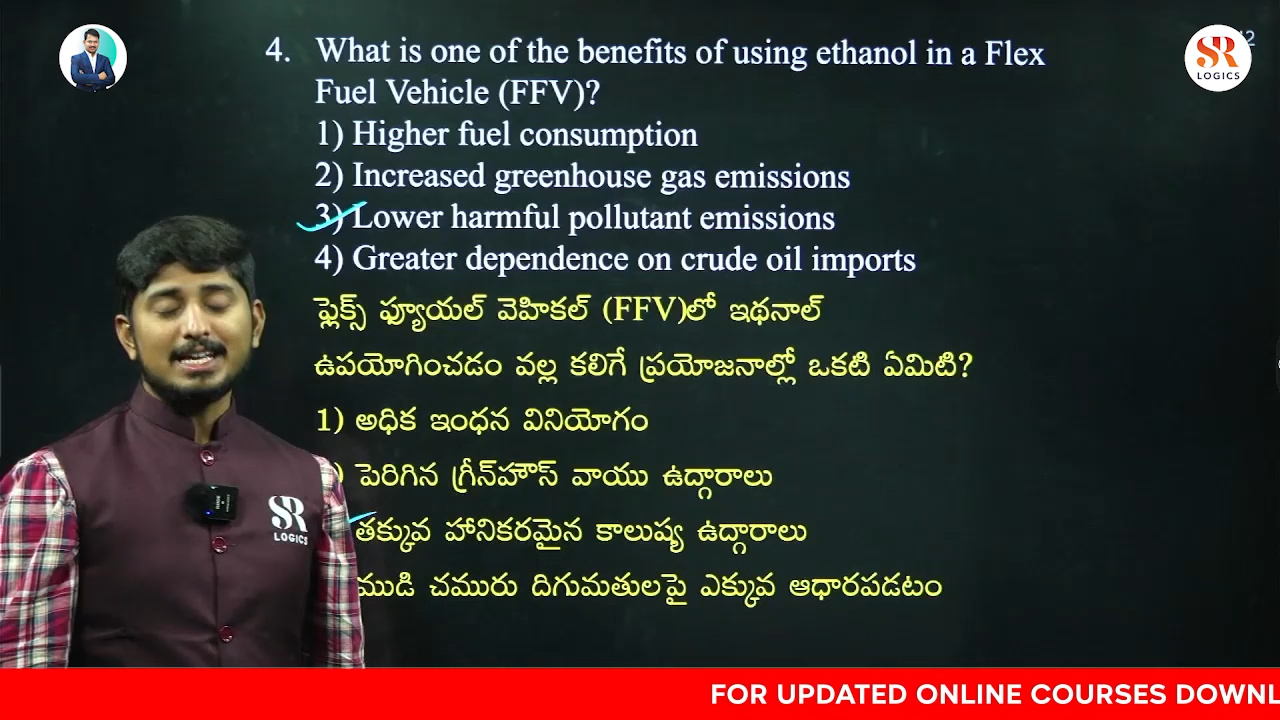 4. What is one of the benefits of using ethanol in a Flex
Fuel Vehicle (FFV)?
1) Higher fuel consumption
2) Increased greenhouse gas emissions
3) Lower harmful pollutant emissions
4) Greater dependence on crude oil imports
ఫ్లెక్స్ ఫ్యూయల్ వెహికల్ (FFV)లో ఇథనాల్
ఉపయోగించడం వల్ల కలిగే ప్రయోజనాల్లో ఒకటి ఏమిటి?
1) అధిక ఇంధన వినియోగం
) పెరిగిన గ్రీన్‌హౌస్ వాయు ఉద్గారాలు
తక్కువ హానికరమైన కాలుష్య ఉద్గారాలు
ముడి చమురు దిగుమతులపై ఎక్కువ ఆధారపడటం
SR
LOGICS
2
SR
LOGICS
FOR UPDATED ONLINE COURSES DOWNL